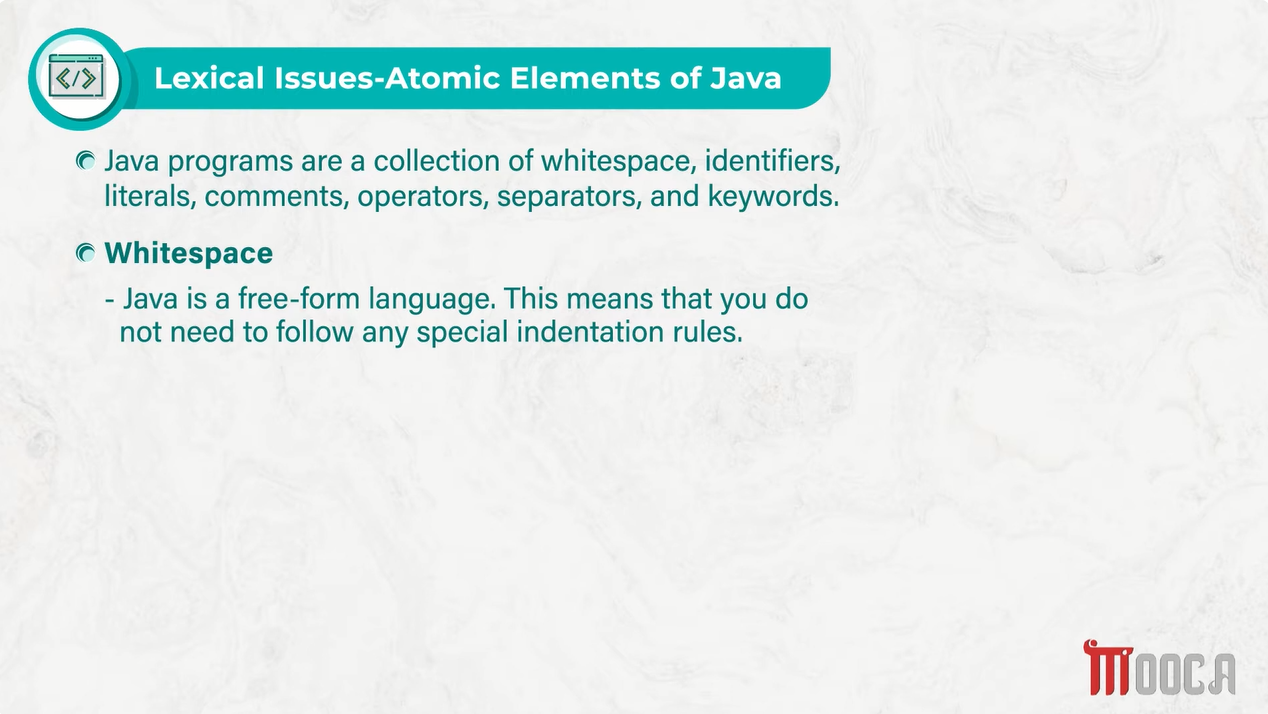 </>
Lexical Issues-Atomic Elements of Java
Java programs are a collection of whitespace, identifiers,
literals, comments, operators, separators, and keywords.
Whitespace
- Java is a free-form language. This means that you do
not need to follow any special indentation rules.
MOOCA